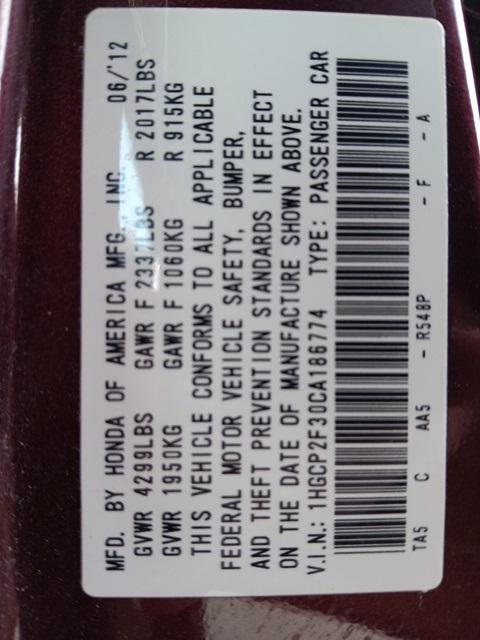 MFD. BY HONDA OF AMERICA MFG., INC. 06/'12
GVWR 4299LBS GAWR F 2337LBS R 2017LBS
GVWR 1950KG GAWR F 1060KG R 915KG
THIS VEHICLE CONFORMS TO ALL APPLICABLE
FEDERAL MOTOR VEHICLE SAFETY, BUMPER,
AND THEFT PREVENTION STANDARDS IN EFFECT
ON THE DATE OF MANUFACTURE SHOWN ABOVE.
V.I.N.: 1HGCP2F30CA186774 TYPE: PASSENGER CAR
TA5 C AA5 - R548P - F - A